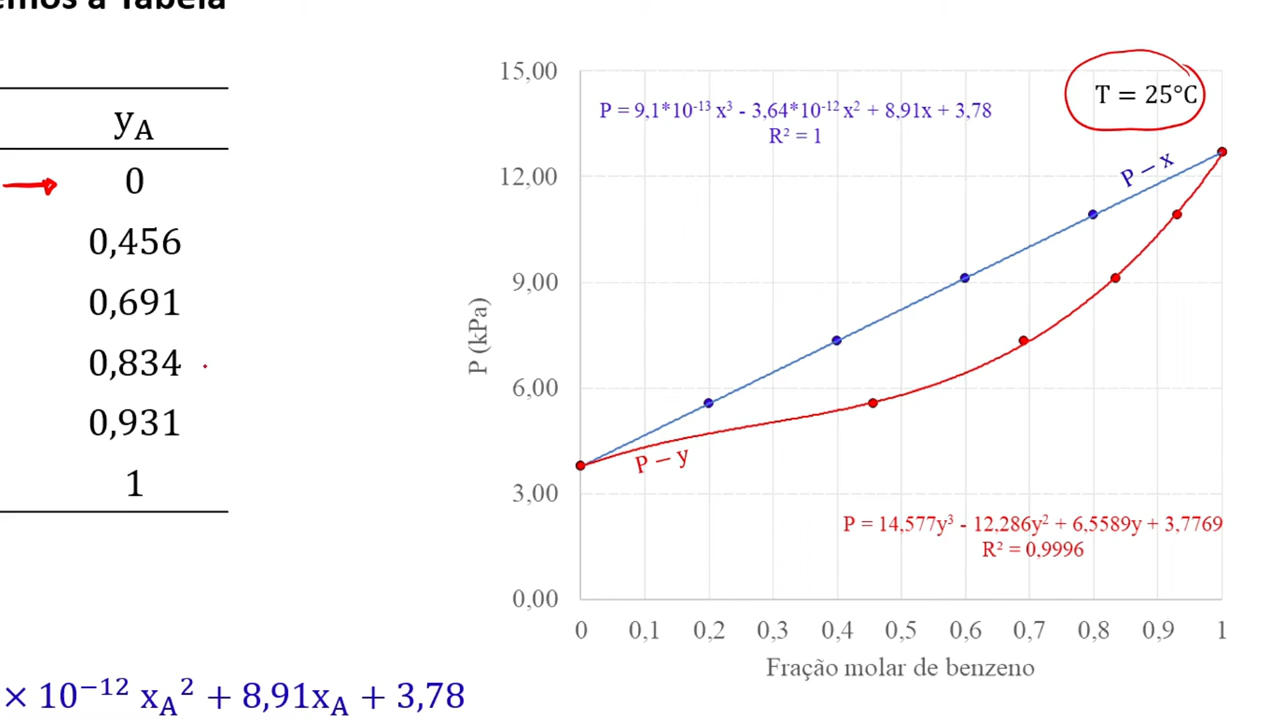 emos a Tabela
yA
0
0,456
0,691
0,834
0,931
1
× 10⁻¹² xA² + 8,91xA + 3,78
T = 25°C
P = 9,1*10⁻¹³ x³ - 3,64*10⁻¹² x² + 8,91x + 3,78
R² = 1
P – x
P – y
P = 14,577y³ - 12,286y² + 6,5589y + 3,7769
R² = 0,9996
P (kPa)
15,00
12,00
9,00
6,00
3,00
0,00
0 0,1 0,2 0,3 0,4 0,5 0,6 0,7 0,8 0,9 1
Fração molar de benzeno